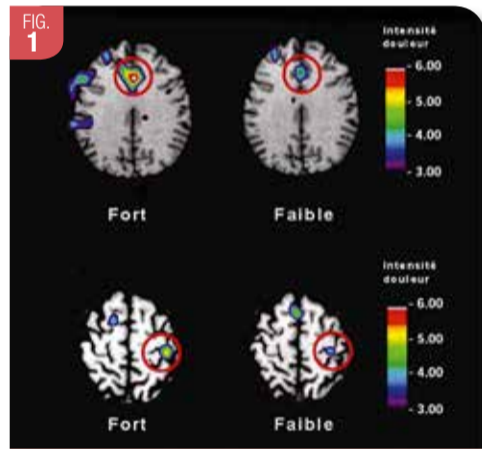 FIG.
1
Intensité
douleur
- 6.00
- 5.00
- 4.00
- 3.00
Fort
Faible
Intensité
douleur
- 6.00
- 5.00
- 4.00
- 3.00
Fort
Faible